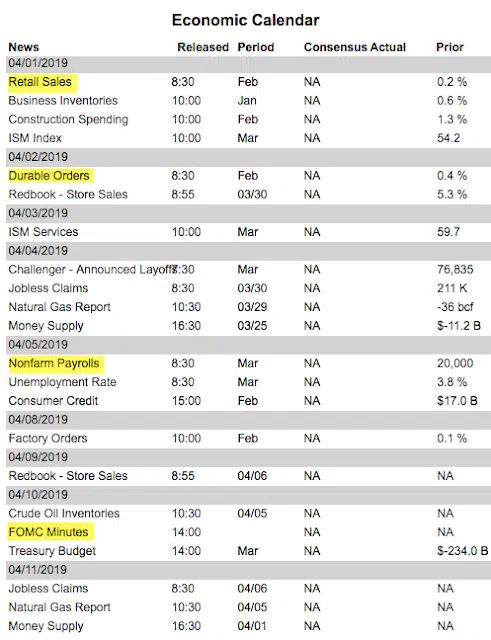 Economic Calendar
News Released Period Consensus Actual Prior
04/01/2019
Retail Sales 8:30 Feb NA 0.2 %
Business Inventories 10:00 Jan NA 0.6 %
Construction Spending 10:00 Feb NA 1.3 %
ISM Index 10:00 Mar NA 54.2
04/02/2019
Durable Orders 8:30 Feb NA 0.4 %
Redbook - Store Sales 8:55 03/30 NA 5.3 %
04/03/2019
ISM Services 10:00 Mar NA 59.7
04/04/2019
Challenger - Announced Layoffs 7:30 Mar NA 76,835
Jobless Claims 8:30 03/30 NA 211 K
Natural Gas Report 10:30 03/29 NA -36 bcf
Money Supply 16:30 03/25 NA $-11.2 B
04/05/2019
Nonfarm Payrolls 8:30 Mar NA 20,000
Unemployment Rate 8:30 Mar NA 3.8 %
Consumer Credit 15:00 Feb NA $17.0 B
04/08/2019
Factory Orders 10:00 Feb NA 0.1 %
04/09/2019
Redbook - Store Sales 8:55 04/06 NA NA
04/10/2019
Crude Oil Inventories 10:30 04/05 NA NA
FOMC Minutes 14:00 NA NA
Treasury Budget 14:00 Mar NA $-234.0 B
04/11/2019
Jobless Claims 8:30 04/06 NA NA
Natural Gas Report 10:30 04/05 NA NA
Money Supply 16:30 04/01 NA NA